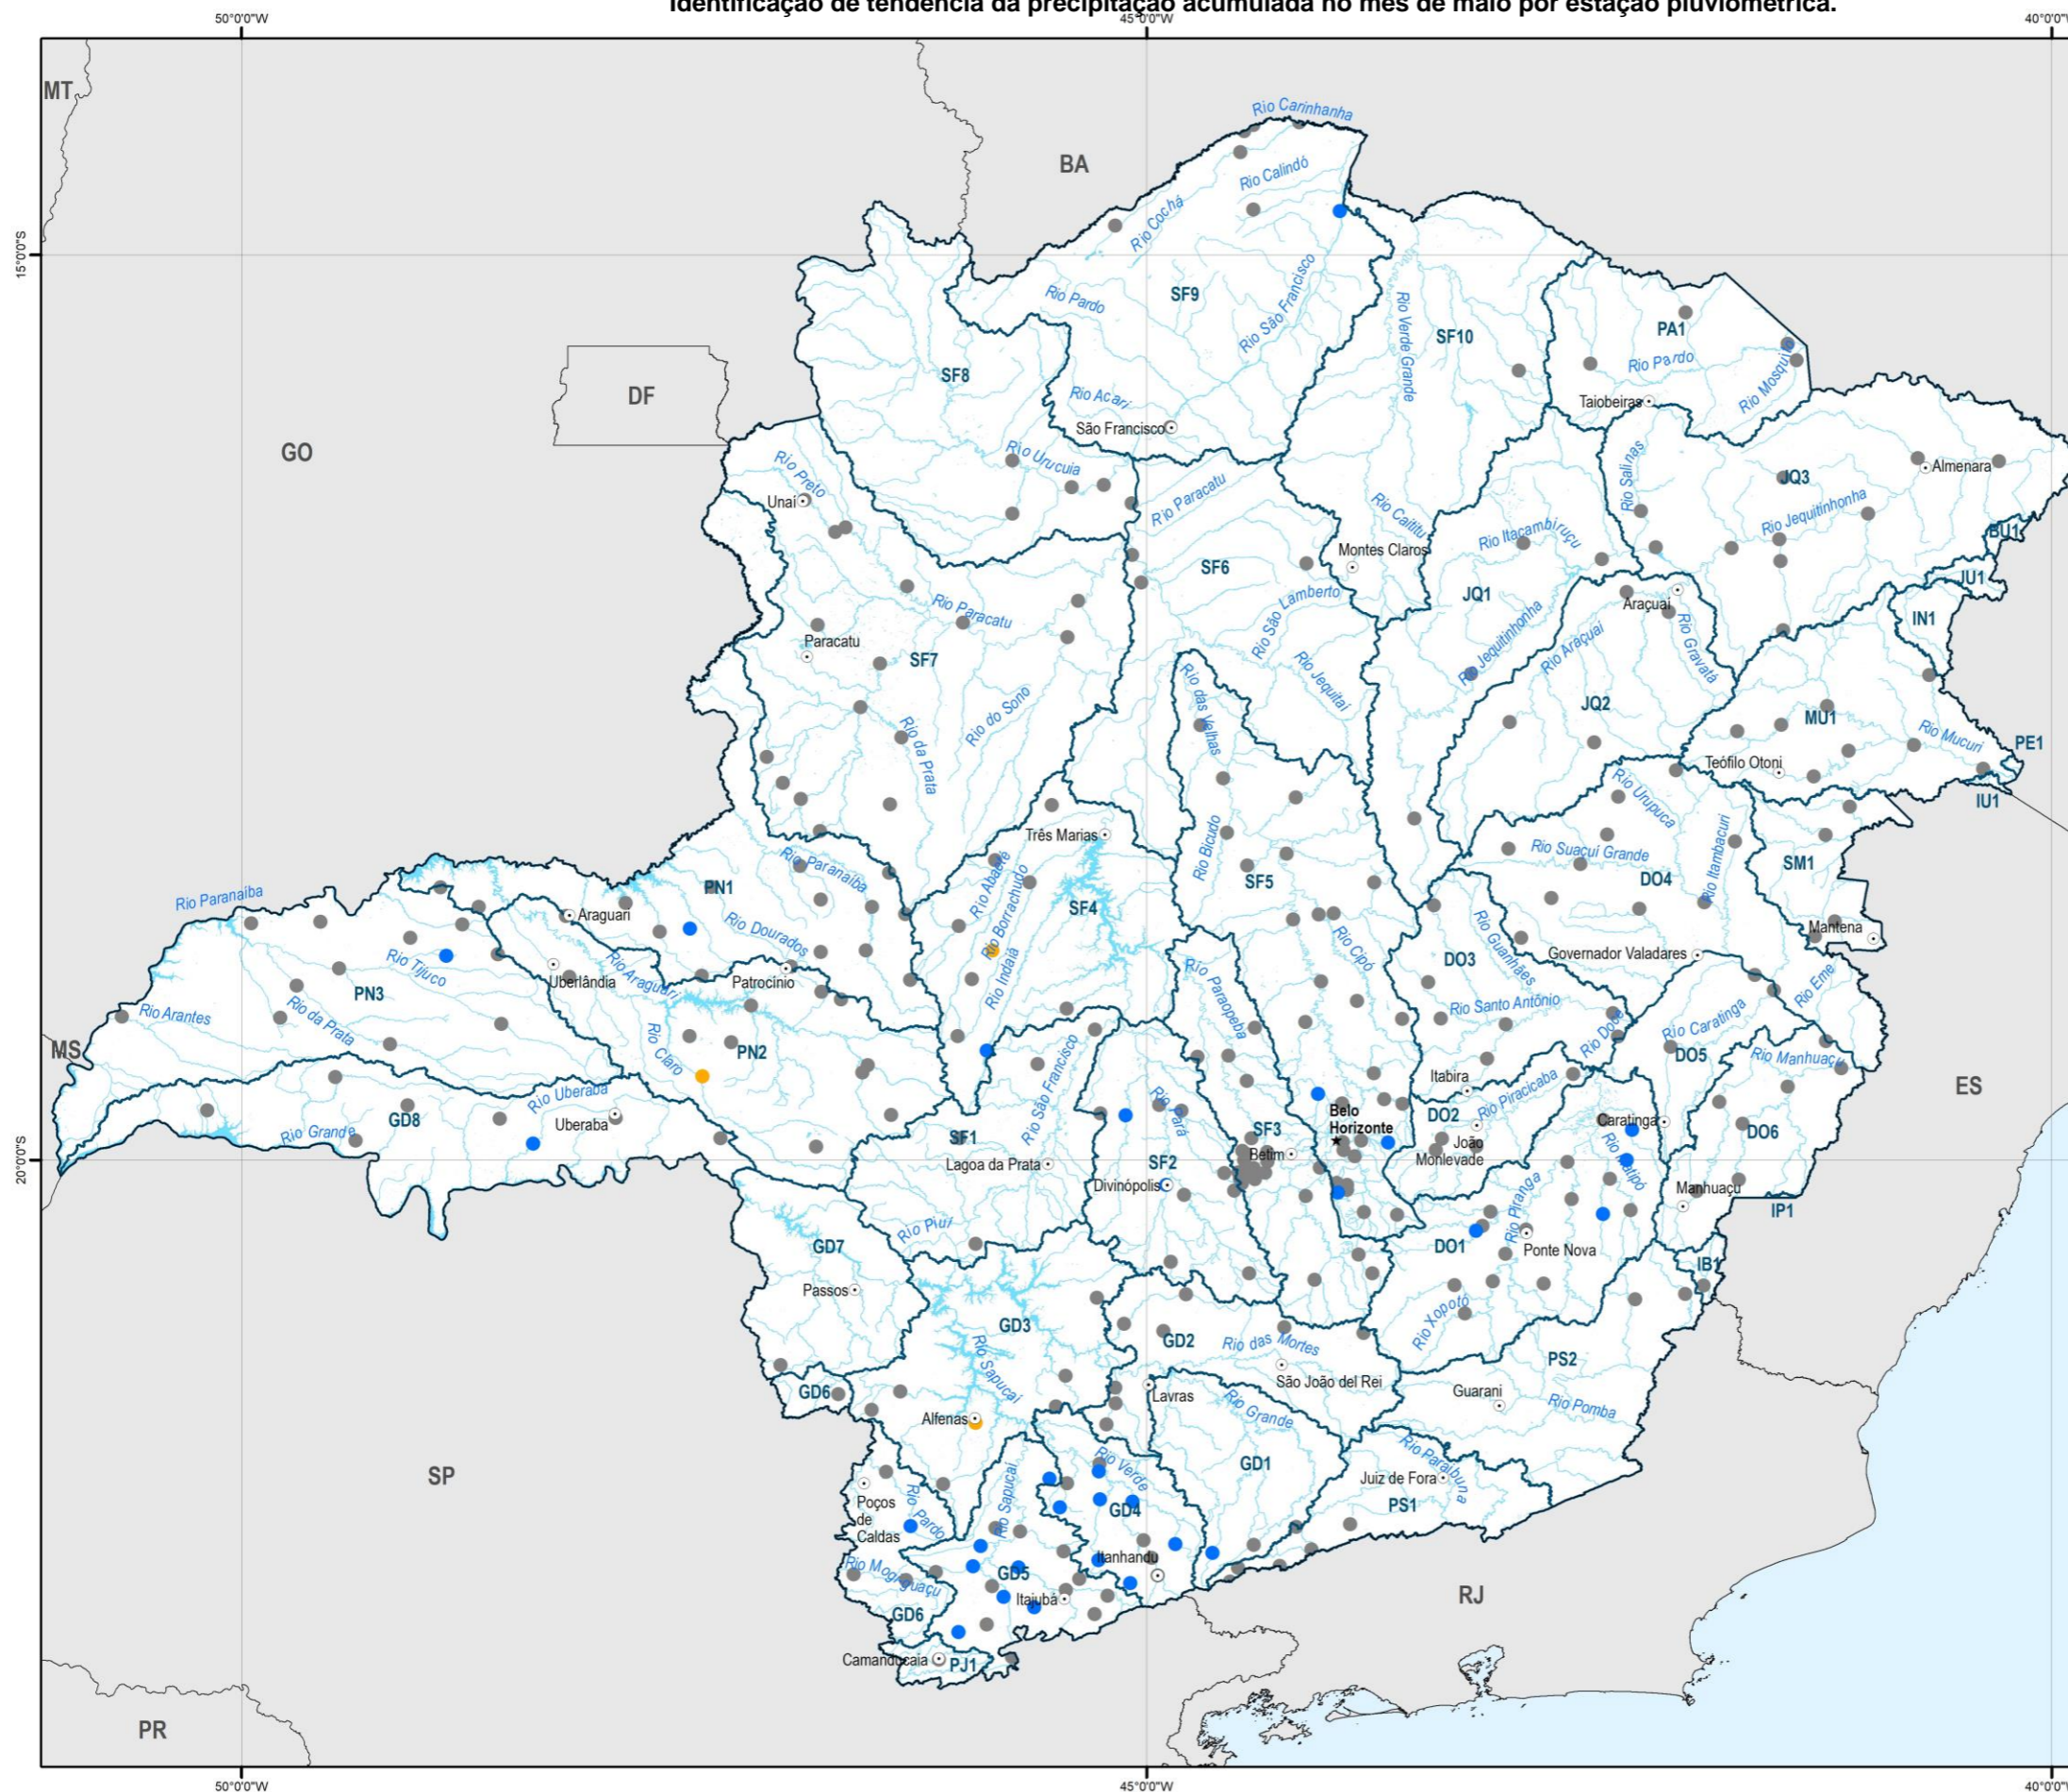 Identificação de tendência da precipitação acumulada no mês de maio por estação pluviométrica.
50°0'0"W
45°0'0"W
40°0'0"W
MT
BA
Rio Carinhanha
Rio Calindó
Rio Cochá
15°0'0"S
Rio Pardo
SF9
Rio São Francisco
Rio Verde Grande
SF10
PA1
Rio Pardo
Rio Mosquito
DF
SF8
Rio Acari
São Francisco
Taiobeiras
GO
Rio Urucuia
Rio Preto
Unaí
Rio Paracatu
Rio Caititu
Rio Salinas
JQ3
Almenara
Rio Jequitinhonha
BU1
Montes Claros
Rio Itacambiruçu
SF6
JU1
JQ1
Araçuaí
IN1
Rio Paracatu
Rio São Lamberto
Paracatu
SF7
Rio Jequitinhonha
Rio Araçuaí
Rio Gravatá
Rio das Velhas
Rio Jequitaí
JQ2
MU1
Rio do Sono
Rio da Prata
Rio Mucuri
PE1
Teófilo Otoni
Rio Urupuca
IU1
Três Marias
Rio Bicudo
Rio Suaçuí Grande
Rio Itambacuri
SM1
Rio Paranaíba
Rio Abaeté
Rio Borrachudo
SF5
DO4
PN1
Rio Paranaíba
Araguari
Rio Dourados
SF4
Mantena
Rio Cipó
Rio Guanhães
Governador Valadares
DO3
Rio Tijuco
Uberlândia
Rio Araguari
Patrocínio
Rio Indaiá
Rio Paraopeba
Rio Eme
PN3
Rio Arantes
Rio da Prata
Rio Santo Antônio
Rio Doce
Rio Caratinga
MS
Rio Claro
PN2
Rio São Francisco
DO5
Rio Manhuaçu
Itabira
Rio Piracicaba
ES
Rio Uberaba
GD8
Uberaba
Rio Grande
Rio Pará
Belo
Horizonte
DO2
Caratinga
DO6
SF1
SF3
João
Monlevade
Betim
20°0'0"S
Lagoa da Prata
SF2
Divinópolis
Rio Matipó
Manhuaçu
IP1
Rio Piuí
Rio Piranga
GD7
DO1
Ponte Nova
IB1
Passos
GD3
Rio Xopotó
Rio das Mortes
GD2
PS2
GD6
Rio Sapucaí
São João del Rei
Lavras
Guarani
Rio Pomba
Alfenas
Rio Grande
SP
Rio Verde
GD1
Rio Paraibuna
Juiz de Fora
PS1
Poços
de
Caldas
Rio Pardo
Rio Sapucaí
GD4
Itanhandu
Rio Mogi-guaçu
GD5
Itajubá
RJ
GD6
Camanducaia
PJ1
PR
50°0'0"W
45°0'0"W
40°0'0"W